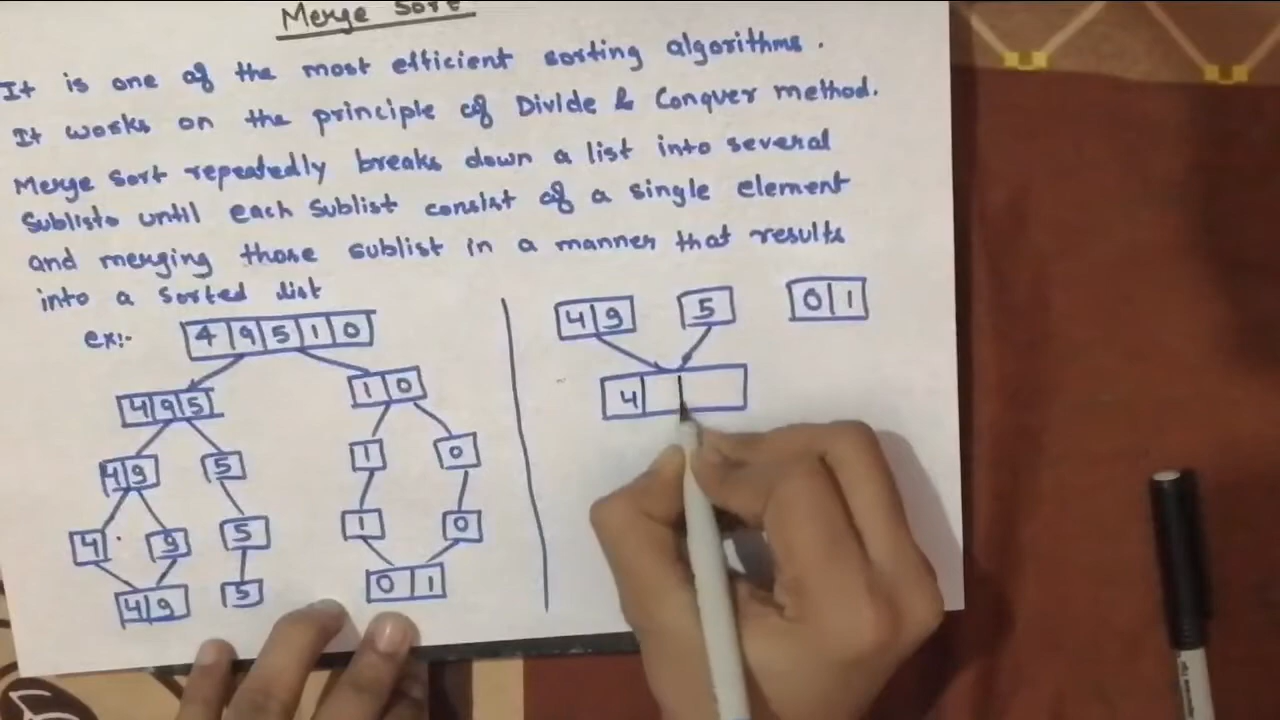 Merge Sort
It is one of the most efficient sorting algorithms.
It works on the principle of Divide & Conquer method.
Merge Sort repeatedly breaks down a list into several
Sublists until each Sublist consist of a single element
and merging those sublist in a manner that results
into a sorted list
ex:- 4 9 5 1 0
4 9 5 1 0
4 9 5 1 0
4 9 5 1 0
4 9 5 0 1
4 9 5 0 1
4